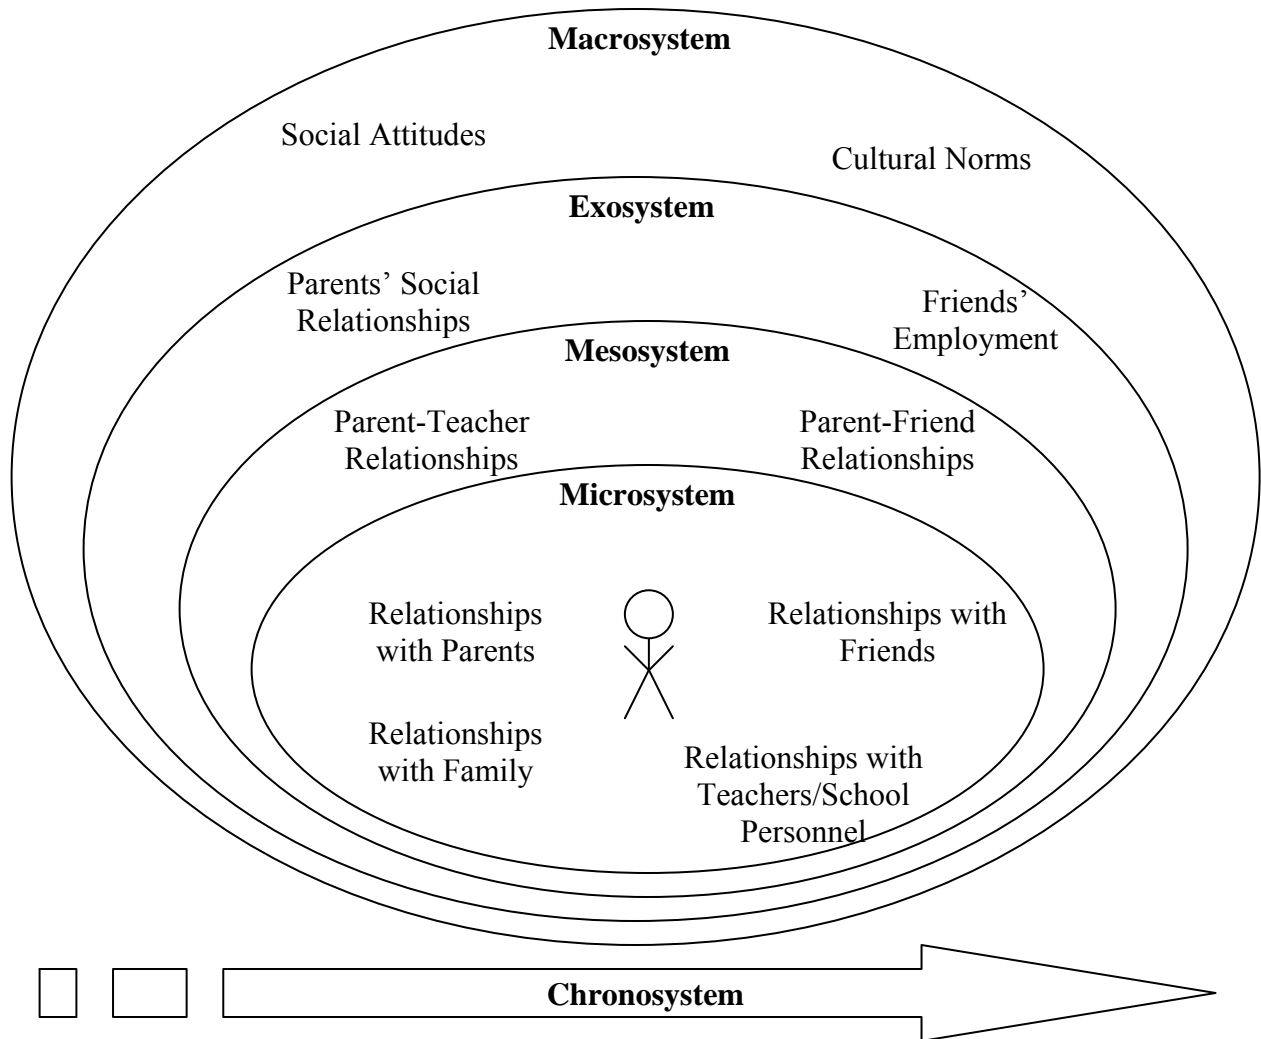 Macrosystem
Social Attitudes
Cultural Norms
Exosystem
Parents’ Social
Relationships
Friends’
Employment
Mesosystem
Parent-Teacher
Relationships
Parent-Friend
Relationships
Microsystem
Relationships
with Parents
Relationships with
Friends
Relationships
with Family
Relationships with
Teachers/School
Personnel
Chronosystem